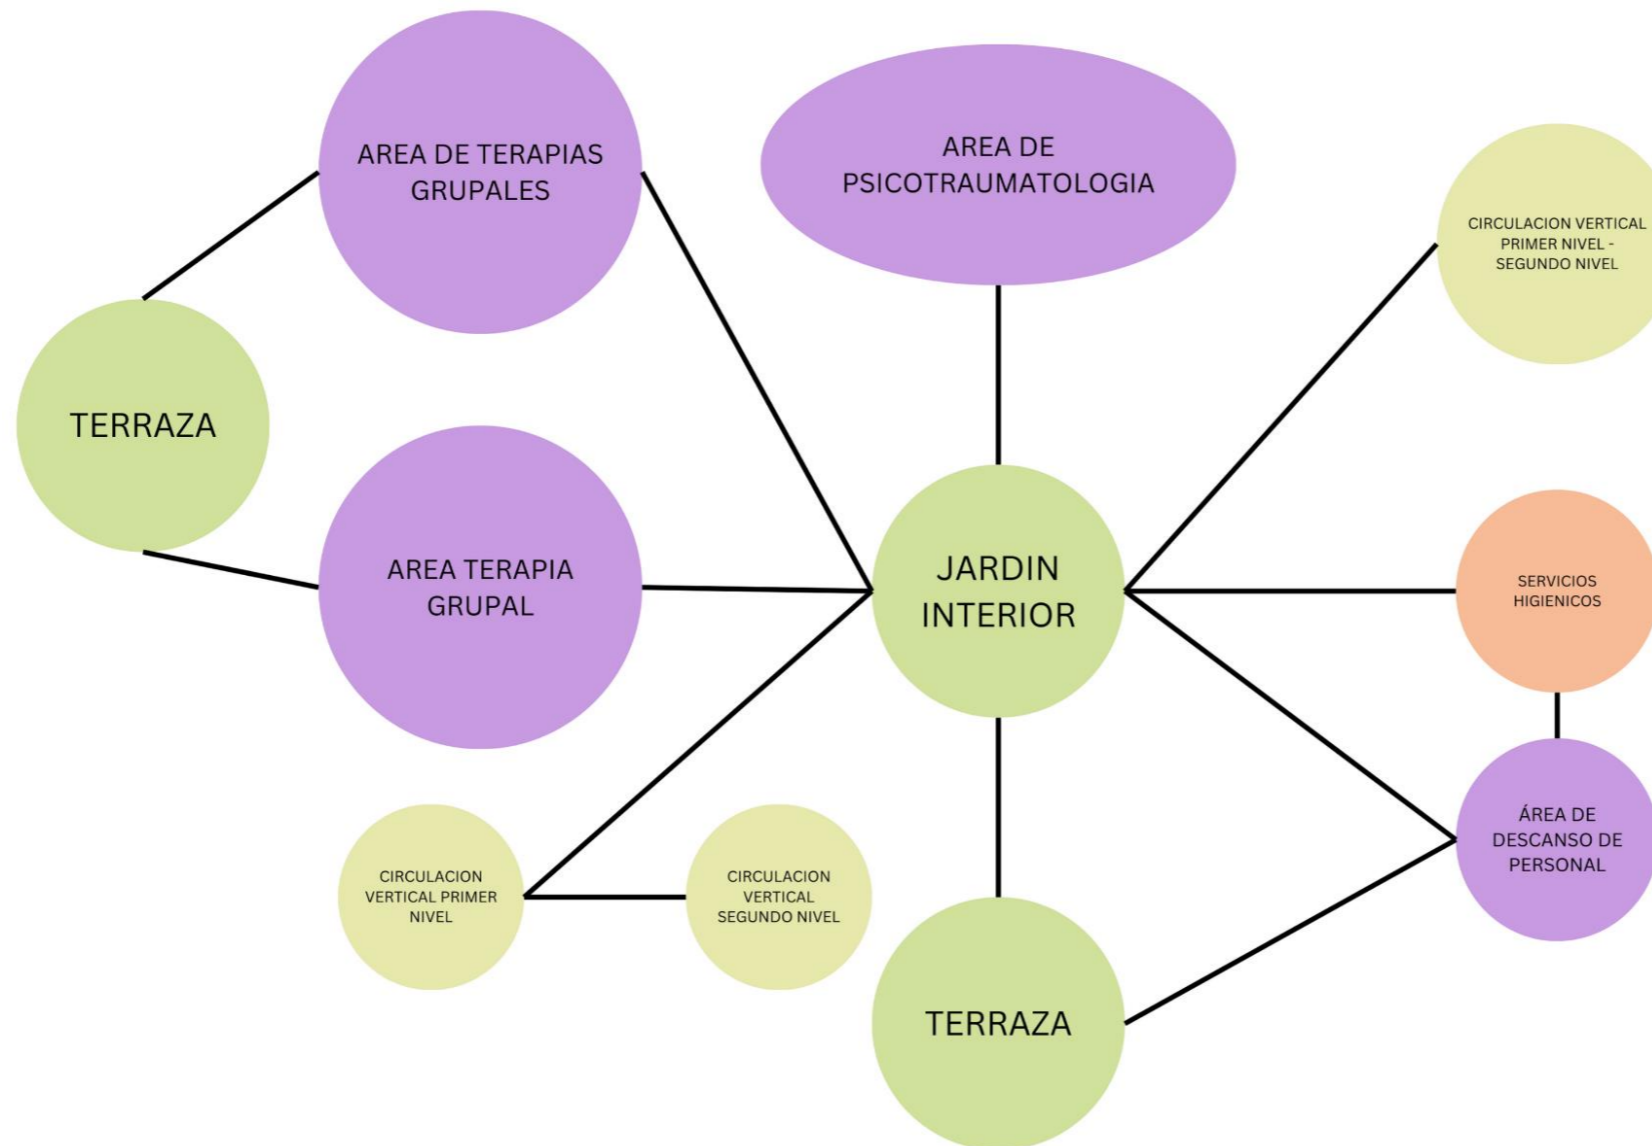 AREA DE TERAPIAS
GRUPALES
AREA DE
PSICOTRAUMATOLOGIA
CIRCULACION VERTICAL
PRIMER NIVEL -
SEGUNDO NIVEL
TERRAZA
AREA TERAPIA
GRUPAL
JARDIN
INTERIOR
SERVICIOS
HIGIENICOS
CIRCULACION
VERTICAL PRIMER
NIVEL
CIRCULACION
VERTICAL
SEGUNDO NIVEL
ÁREA DE
DESCANSO DE
PERSONAL
TERRAZA